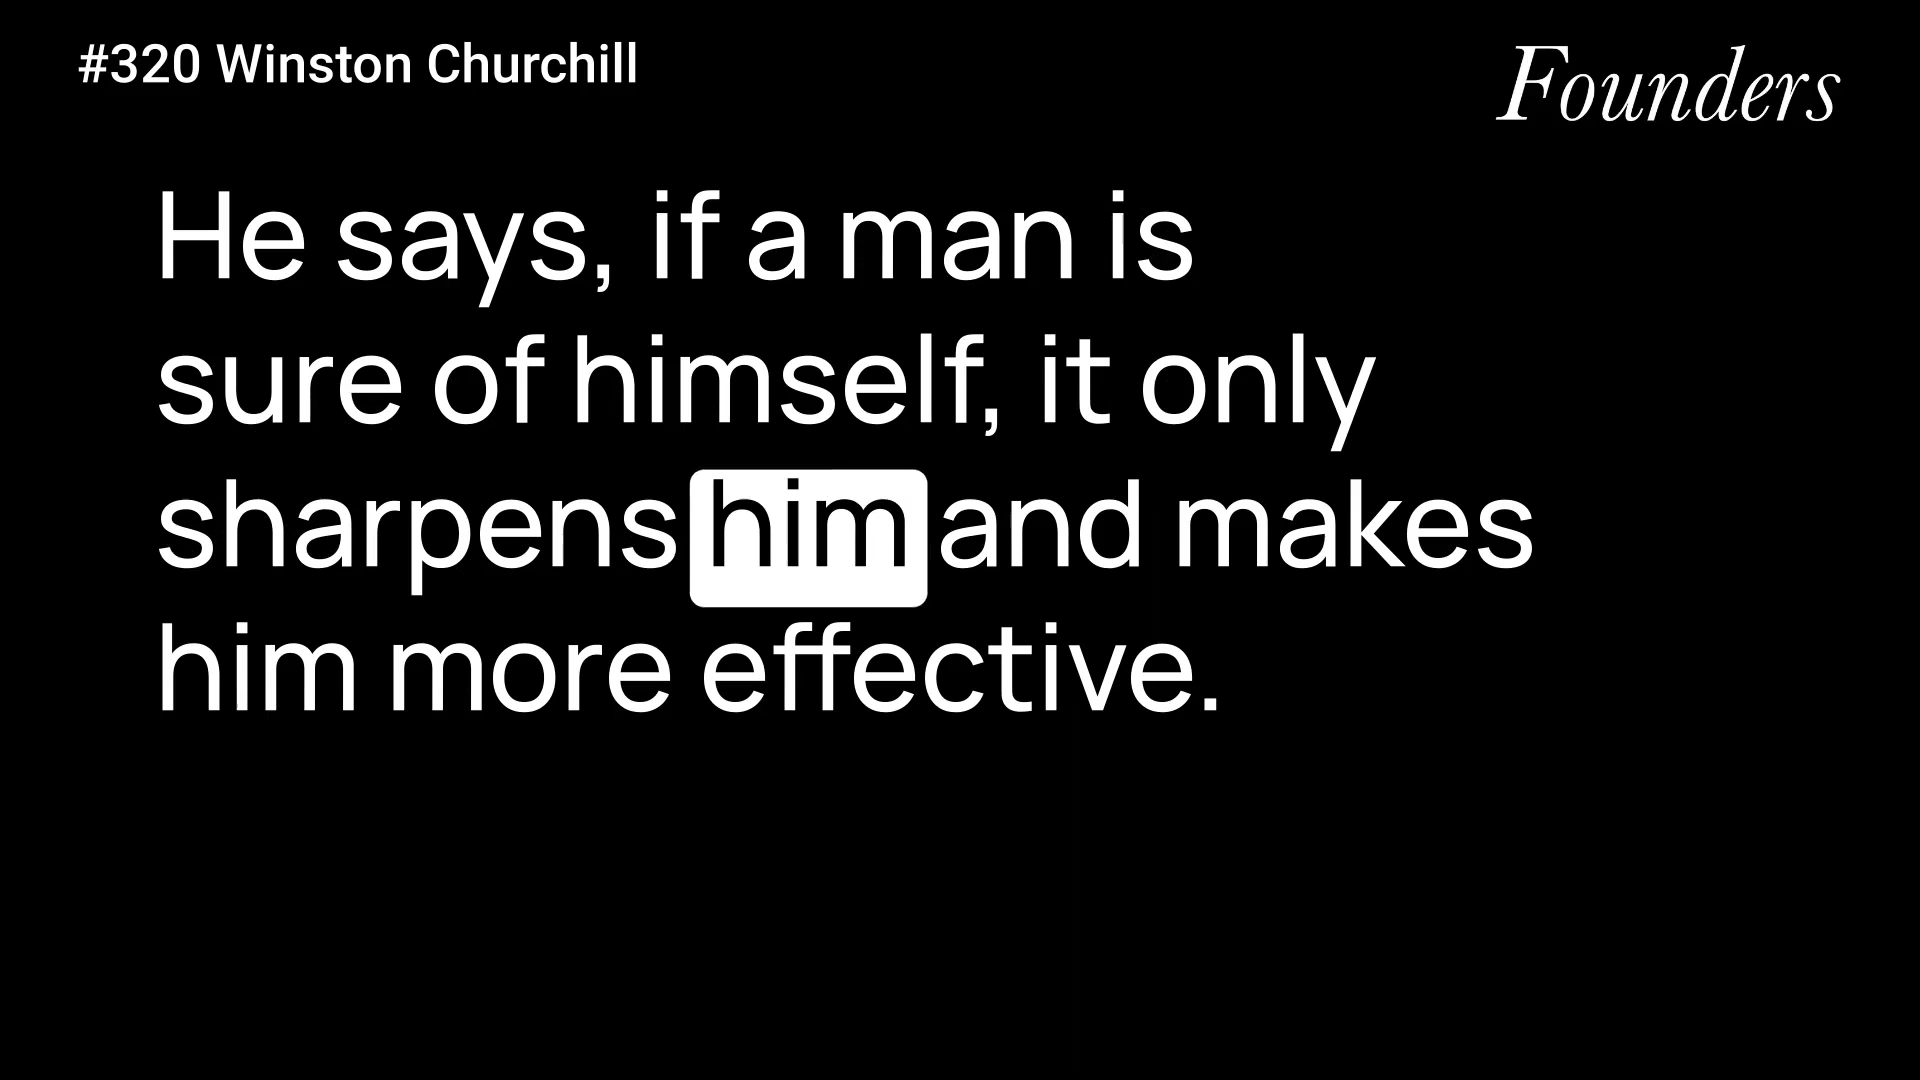 #320 Winston Churchill
Founders
He says, if a man is
sure of himself, it only
sharpens him and makes
him more effective.